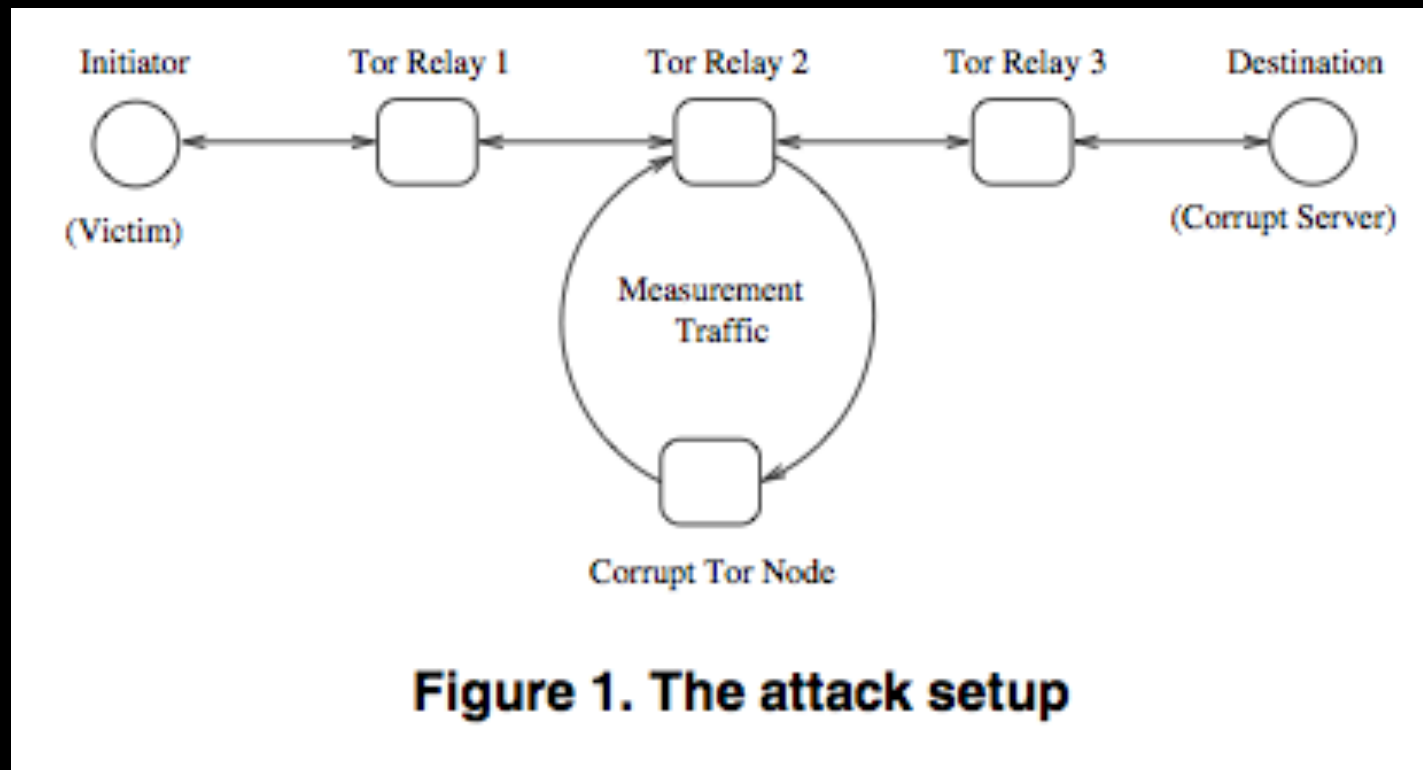 Initiator
Tor Relay 1
Tor Relay 2
Tor Relay 3
Destination
(Victim)
(Corrupt Server)
Measurement
Traffic
Corrupt Tor Node
Figure 1. The attack setup